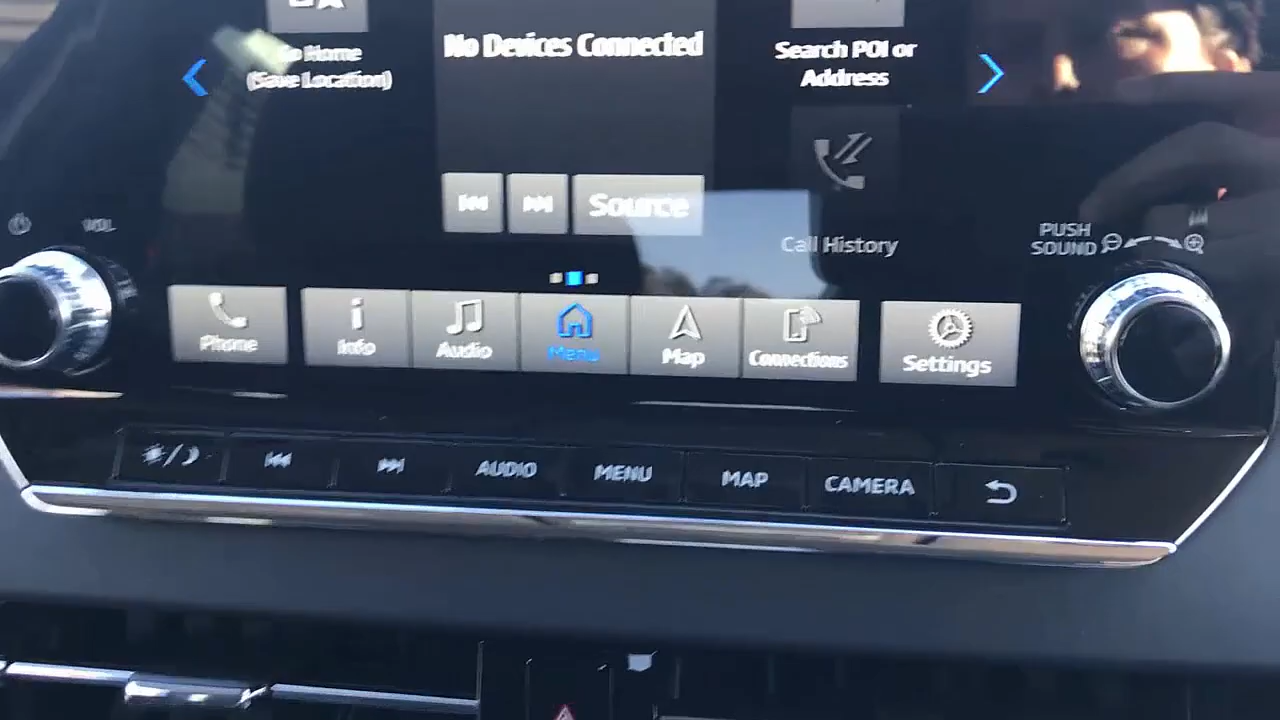 Go Home
(Save Location)
No Devices Connected
Search POI or
Address
Source
Call History
VOL
PUSH
SOUND
Phone
Info
Audio
Menu
Map
Connections
Settings
AUDIO
MENU
MAP
CAMERA